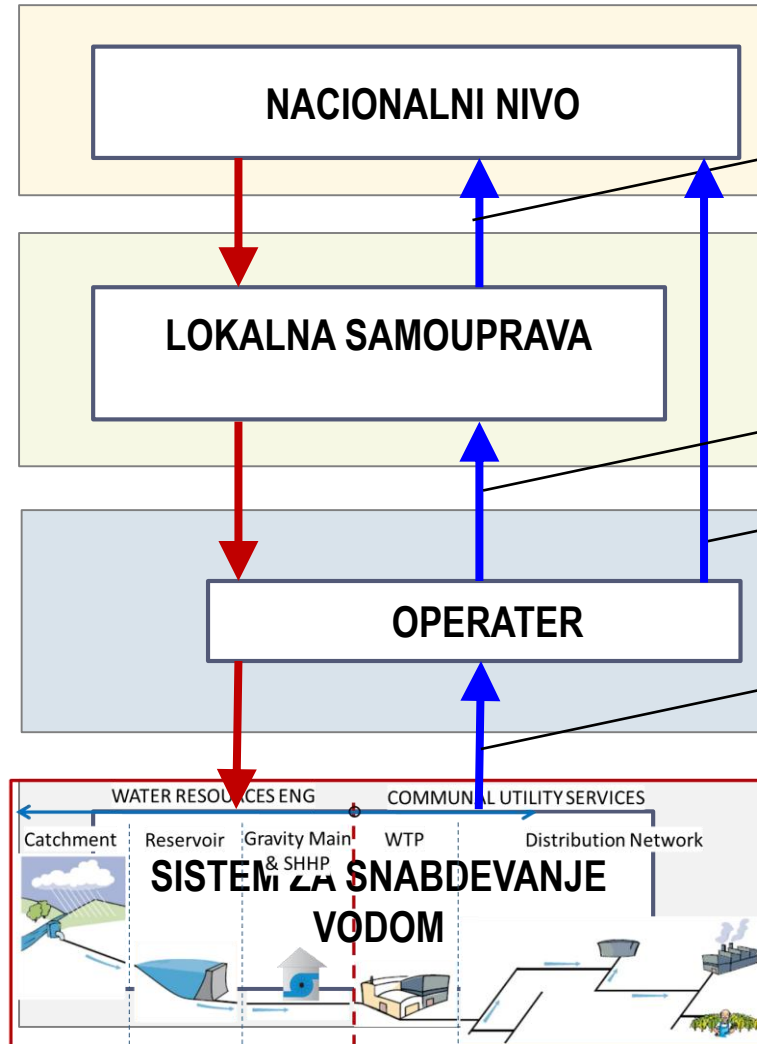 NACIONALNI NIVO
LOKALNA SAMOUPRAVA
OPERATER
WATER RESOUCES ENG
COMMUNAL UTILITY SERVICES
Catchment
Reservoir
Gravity Main
& SHHP
WTP
Distribution Network
SISTEM ZA SNABDEVANJE
VODOM